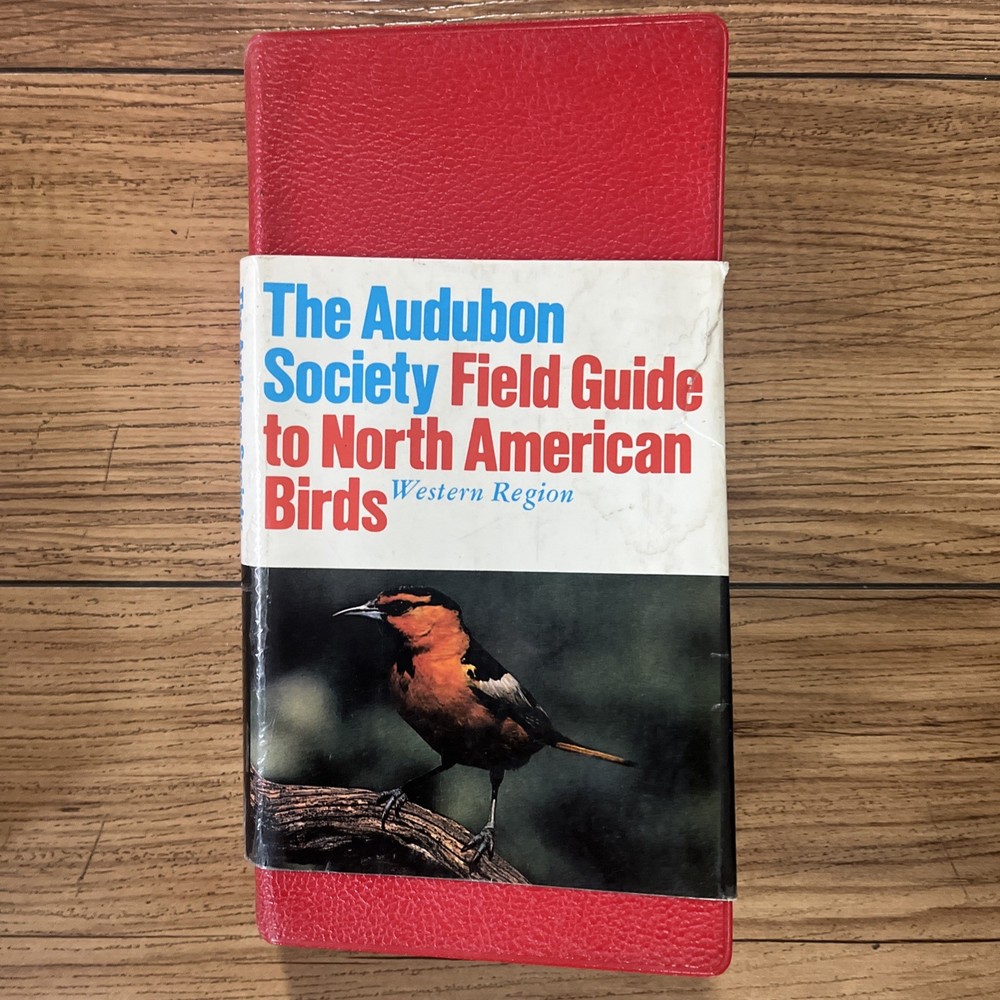 The Audubon
Society Field Guide
to North American
Birds Western Region